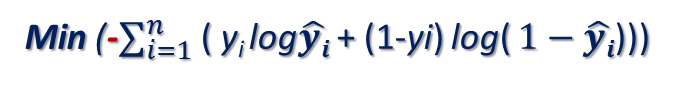 Min (-∑ⁿᵢ₌₁ ( yᵢ logŷᵢ + (1-yi) log( 1 − ŷᵢ)))